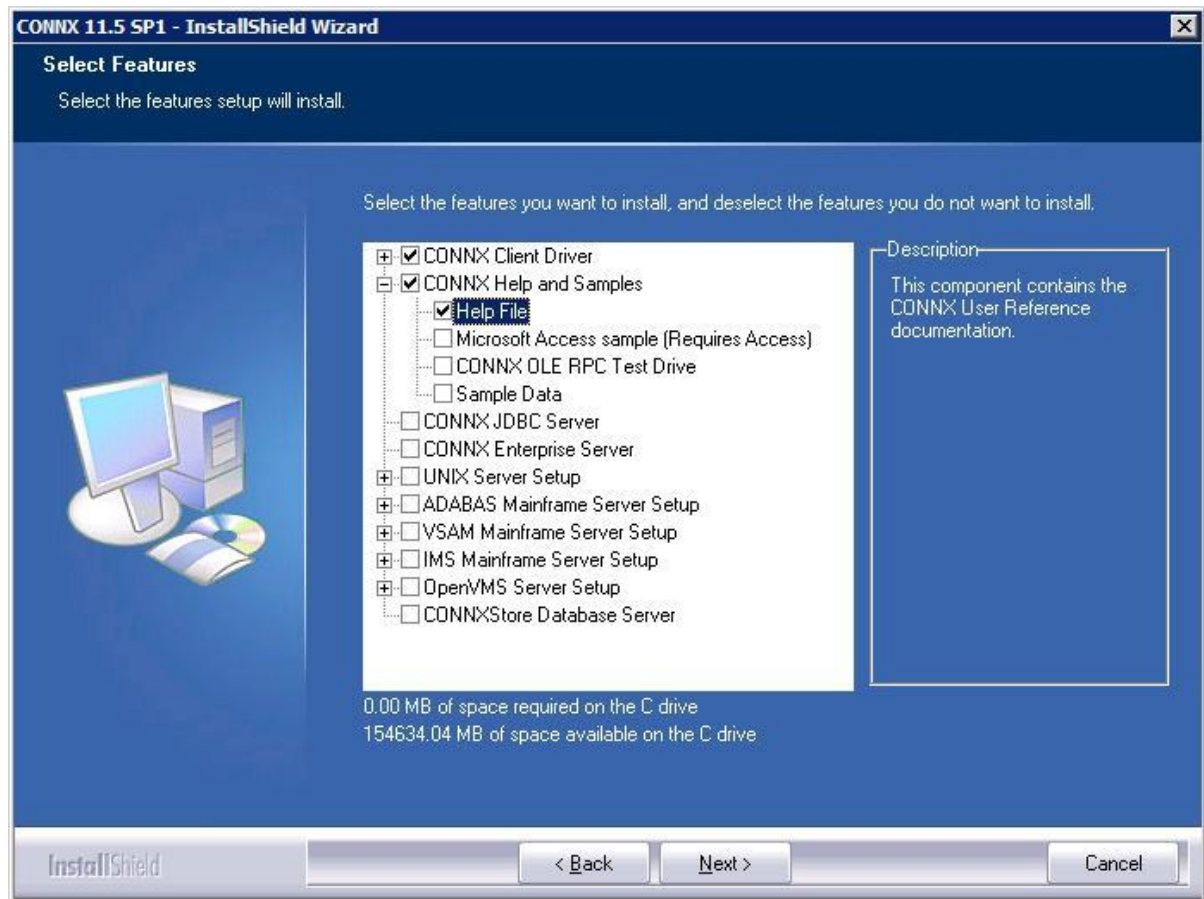 CONNX 11.5 SP1 - InstallShield Wizard
Select Features
Select the features setup will install.
Select the features you want to install, and deselect the features you do not want to install.
CONNX Client Driver
CONNX Help and Samples
Help File
Microsoft Access sample (Requires Access)
CONNX OLE RPC Test Drive
Sample Data
CONNX JDBC Server
CONNX Enterprise Server
UNIX Server Setup
ADABAS Mainframe Server Setup
VSAM Mainframe Server Setup
IMS Mainframe Server Setup
OpenVMS Server Setup
CONNXStore Database Server
Description
This component contains the
CONNX User Reference
documentation.
0.00 MB of space required on the C drive
154634.04 MB of space available on the C drive
InstallShield
< Back
Next >
Cancel